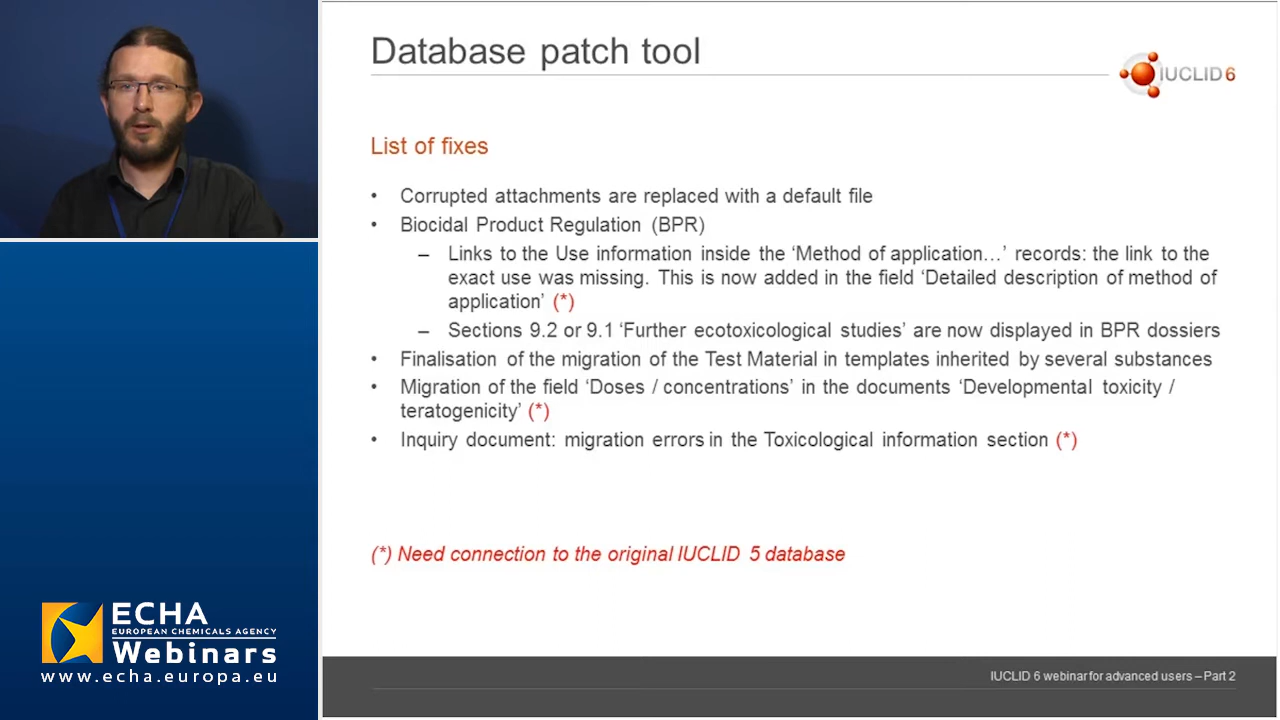 Database patch tool
IUCLID 6
List of fixes
• Corrupted attachments are replaced with a default file
• Biocidal Product Regulation (BPR)
– Links to the Use information inside the ‘Method of application…’ records: the link to the
exact use was missing. This is now added in the field ‘Detailed description of method of
application’ (*)
– Sections 9.2 or 9.1 ‘Further ecotoxicological studies’ are now displayed in BPR dossiers
• Finalisation of the migration of the Test Material in templates inherited by several substances
• Migration of the field ‘Doses / concentrations’ in the documents ‘Developmental toxicity /
teratogenicity’ (*)
• Inquiry document: migration errors in the Toxicological information section (*)
(*) Need connection to the original IUCLID 5 database
ECHA
EUROPEAN CHEMICALS AGENCY
Webinars
www.echa.europa.eu
IUCLID 6 webinar for advanced users – Part 2